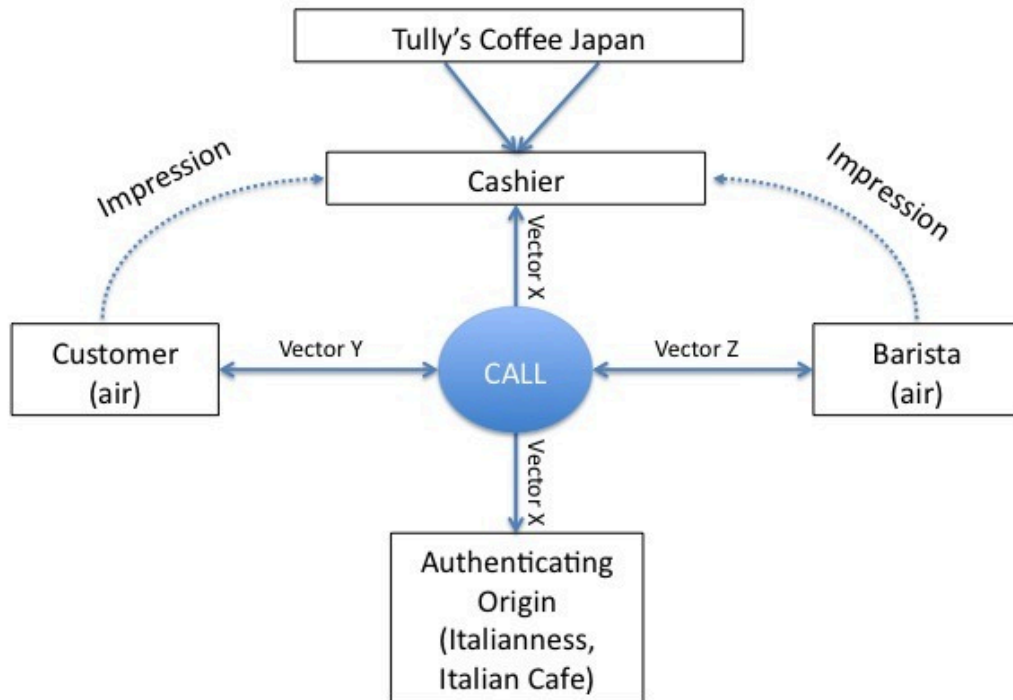 Tully's Coffee Japan
Impression
Impression
Cashier
Vector X
Customer
(air)
Vector Y
CALL
Vector Z
Barista
(air)
Vector X
Authenticating
Origin
(Italianness,
Italian Cafe)